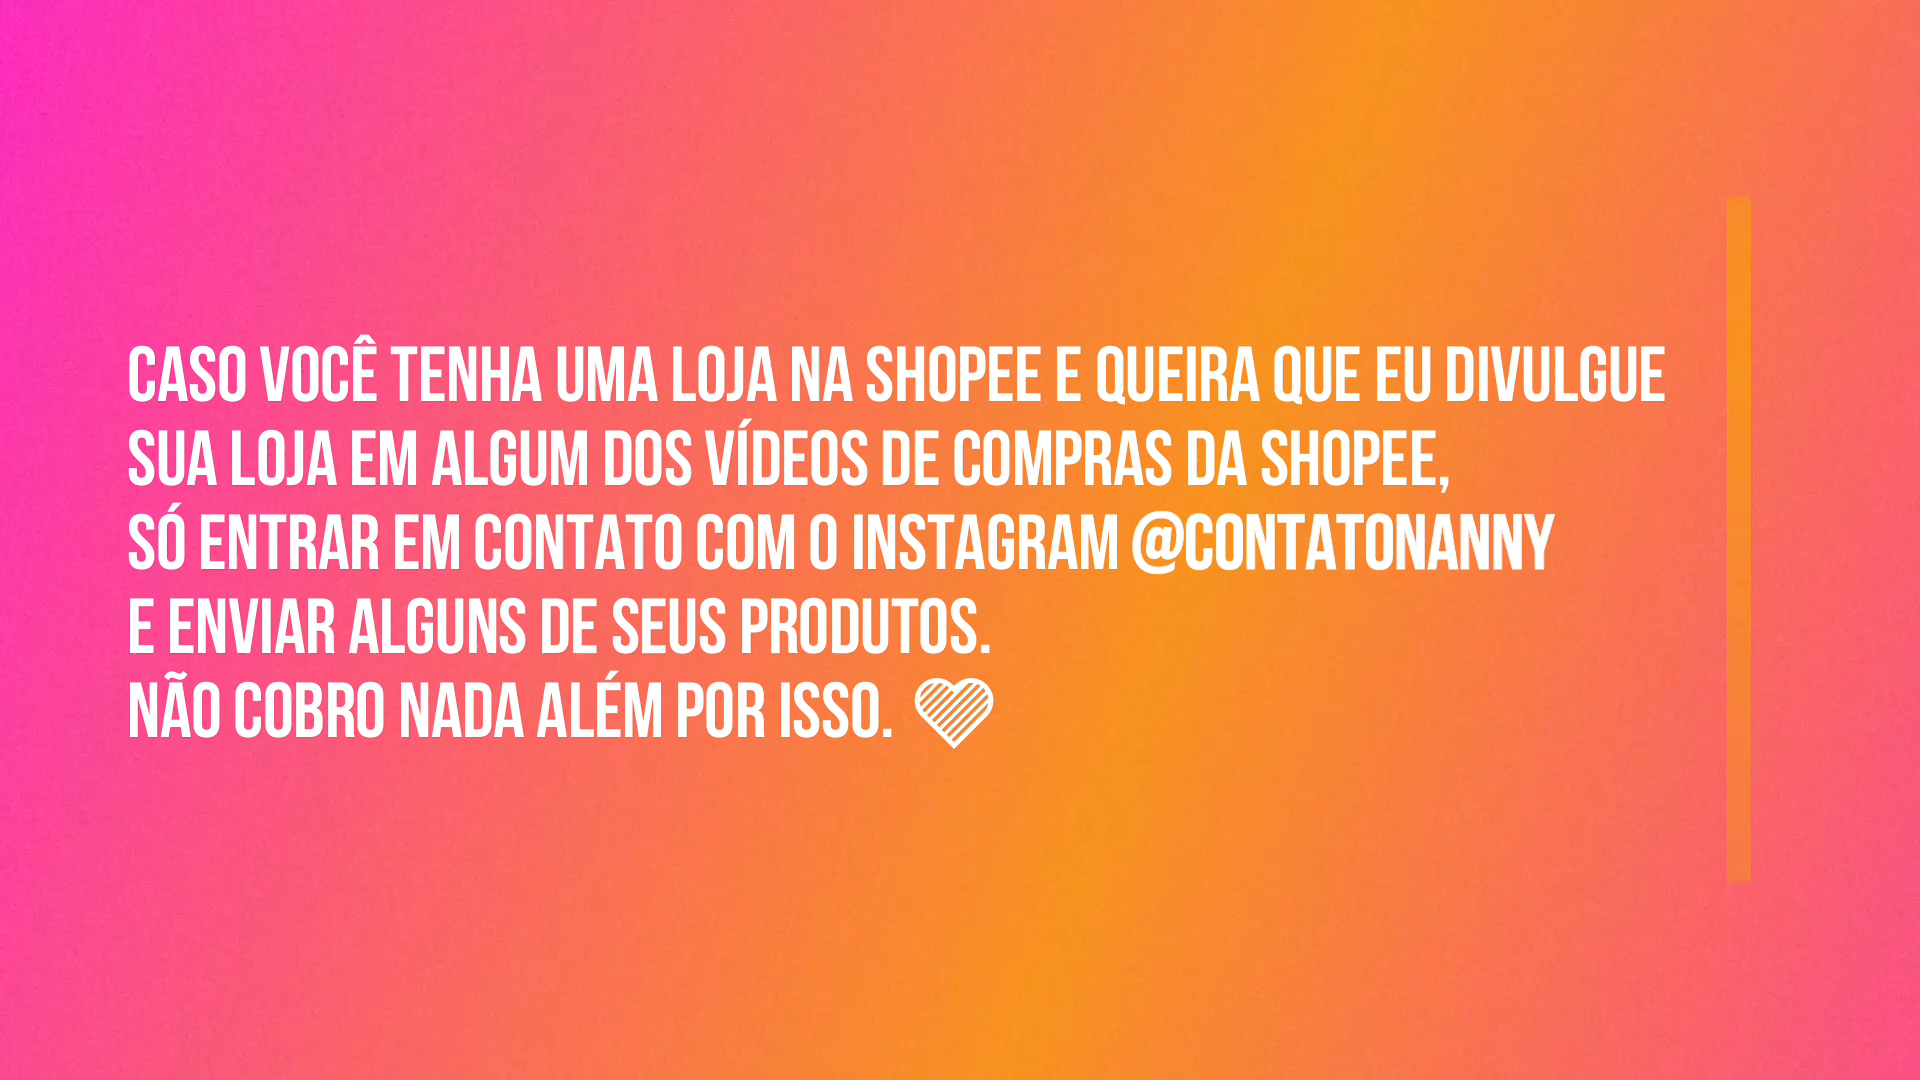 CASO VOCÊ TENHA UMA LOJA NA SHOPEE E QUEIRA QUE EU DIVULGUE
SUA LOJA EM ALGUM DOS VÍDEOS DE COMPRAS DA SHOPEE,
SÓ ENTRAR EM CONTATO COM O INSTAGRAM @CONTATONANNY
E ENVIAR ALGUNS DE SEUS PRODUTOS.
NÃO COBRO NADA ALÉM POR ISSO.